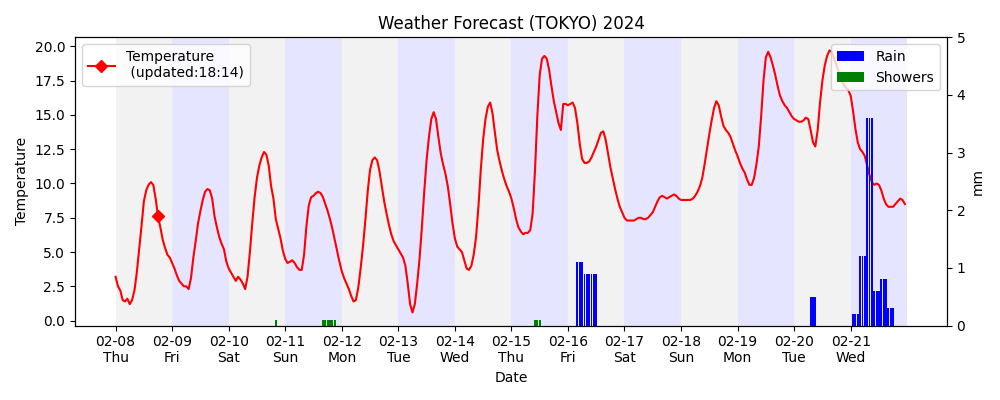 Weather Forecast (TOKYO) 2024
Temperature
(updated:18:14)
Rain
Showers
20.0
17.5
15.0
12.5
10.0
7.5
5.0
2.5
0.0
Temperature
5
4
3
2
1
0
mm
02-08 02-09 02-10 02-11 02-12 02-13 02-14 02-15 02-16 02-17 02-18 02-19 02-20 02-21
Thu Fri Sat Sun Mon Tue Wed Thu Fri Sat Sun Mon Tue Wed
Date